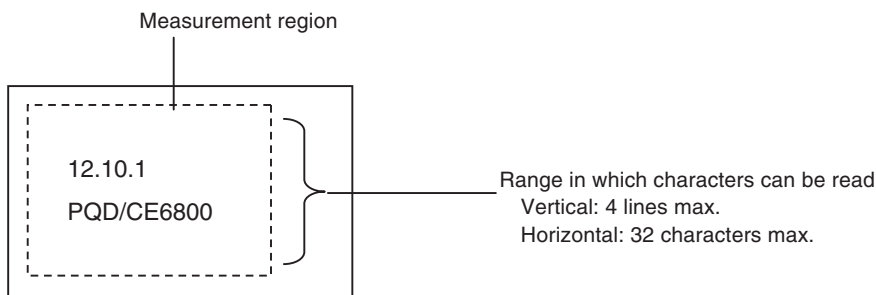 Measurement region
12.10.1
PQD/CE6800
Range in which characters can be read
Vertical: 4 lines max.
Horizontal: 32 characters max.